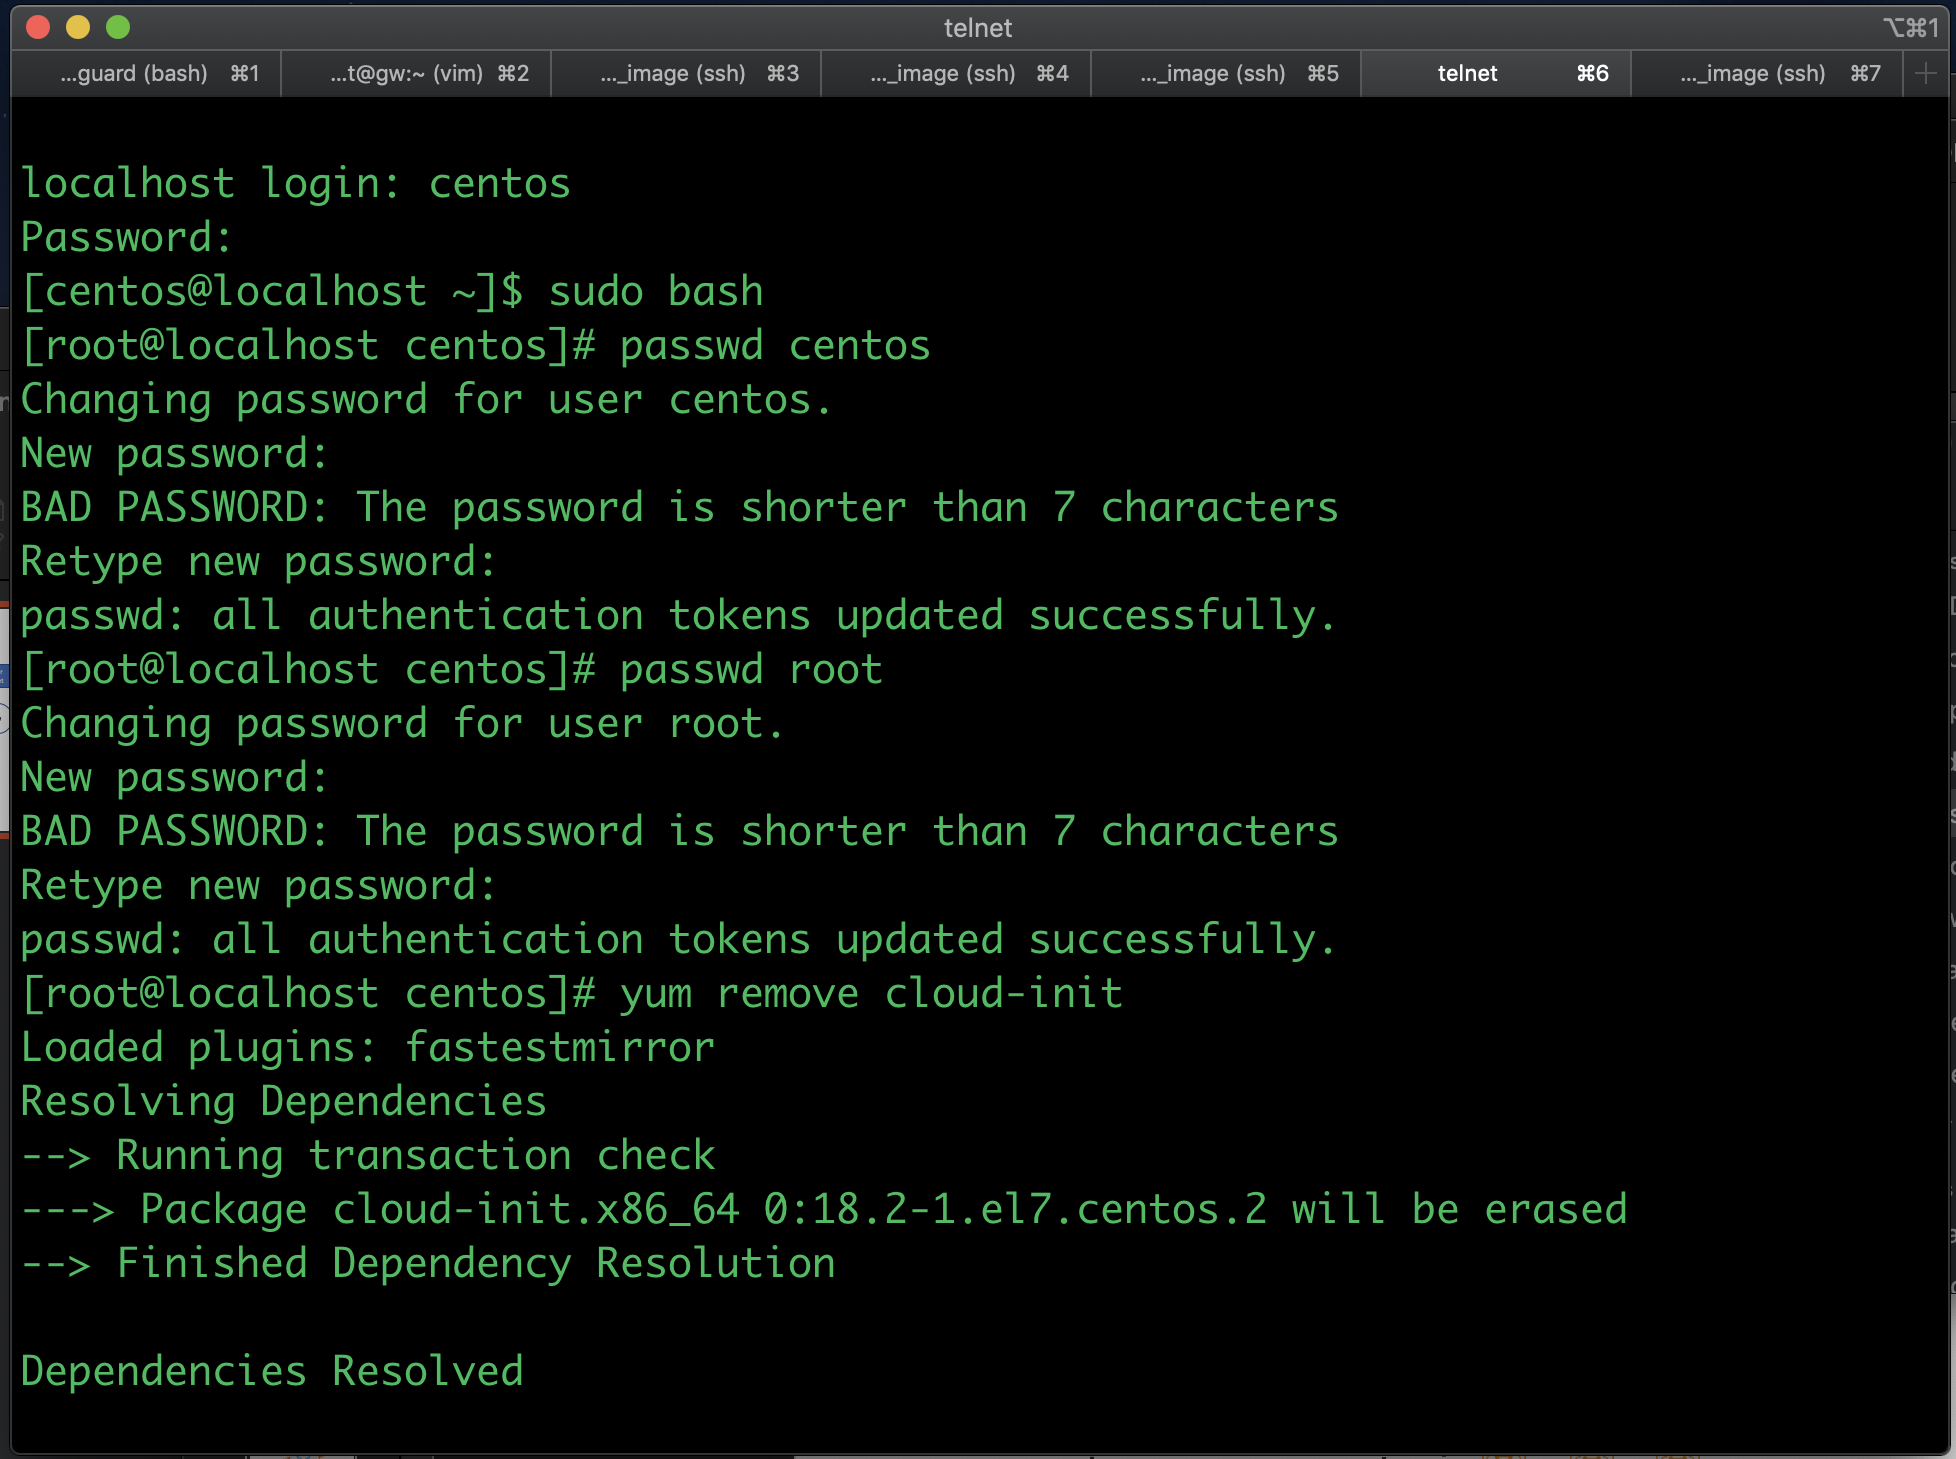 telnet
⌥⌘1
...guard (bash) ⌘1
...t@gw:~ (vim) ⌘2
..._image (ssh) ⌘3
..._image (ssh) ⌘4
..._image (ssh) ⌘5
telnet ⌘6
..._image (ssh) ⌘7
localhost login: centos
Password:
[centos@localhost ~]$ sudo bash
[root@localhost centos]# passwd centos
Changing password for user centos.
New password:
BAD PASSWORD: The password is shorter than 7 characters
Retype new password:
passwd: all authentication tokens updated successfully.
[root@localhost centos]# passwd root
Changing password for user root.
New password:
BAD PASSWORD: The password is shorter than 7 characters
Retype new password:
passwd: all authentication tokens updated successfully.
[root@localhost centos]# yum remove cloud-init
Loaded plugins: fastestmirror
Resolving Dependencies
--> Running transaction check
---> Package cloud-init.x86_64 0:18.2-1.el7.centos.2 will be erased
--> Finished Dependency Resolution
Dependencies Resolved